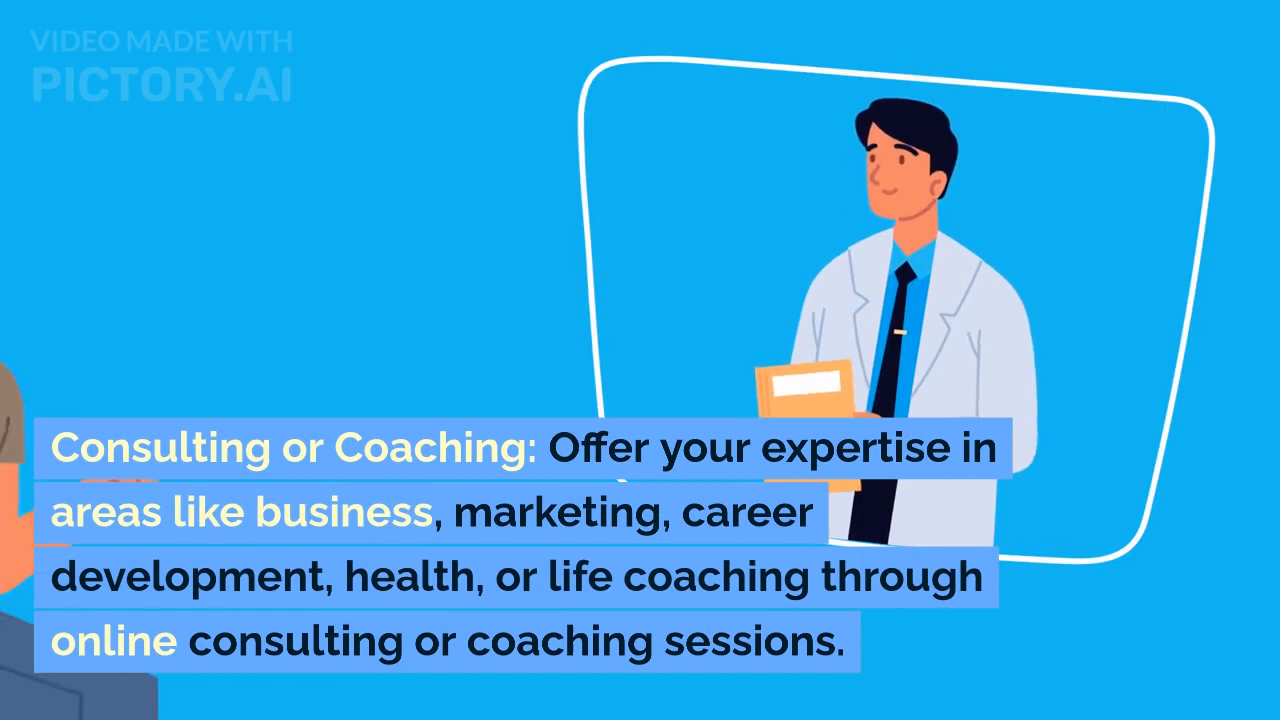 VIDEO MADE WITH
PICTORY.AI
Consulting or Coaching: Offer your expertise in
areas like business, marketing, career
development, health, or life coaching through
online consulting or coaching sessions.